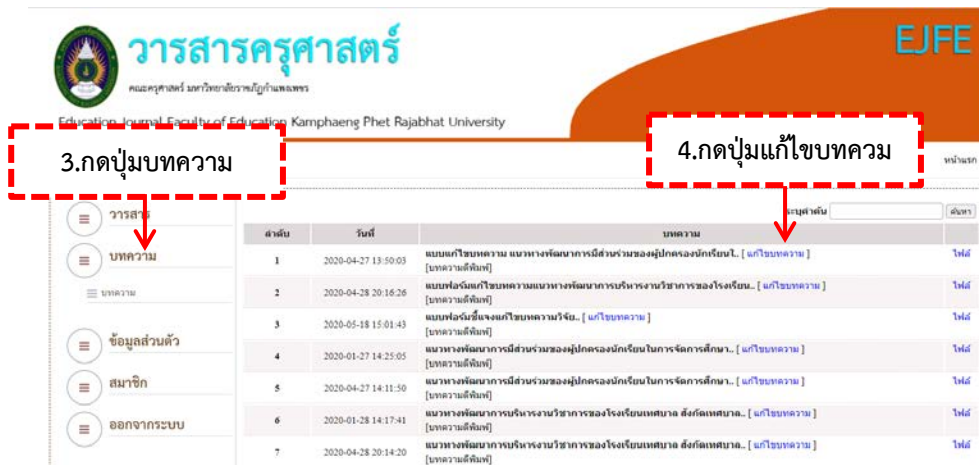 วารสารครุศาสตร์
EJFE
คณะครุศาสตร์ มหาวิทยาลัยราชภัฏกำแพงเพชร
Education Journal Faculty of Education Kamphaeng Phet Rajabhat University
3.กดปุ่มบทความ
4.กดปุ่มแก้ไขบทควม
หน้าแรก
วารสาร
บทความ
บทความ
ข้อมูลส่วนตัว
สมาชิก
ออกจากระบบ
ระบุคำค้น
ค้นหา
ลำดับ วันที่ บทความ
1 2020-04-27 13:50:03 แบบแก้ไขบทความ แนวทางพัฒนาการมีส่วนร่วมของผู้ปกครองนักเรียนใ.. [ แก้ไขบทความ ] ไฟล์
[บทความตีพิมพ์]
2 2020-04-28 20:16:26 แบบฟอร์มแก้ไขบทความแนวทางพัฒนาการบริหารงานวิชาการของโรงเรียน.. [ แก้ไขบทความ ] ไฟล์
[บทความตีพิมพ์]
3 2020-05-18 15:01:43 แบบฟอร์มชี้แจงแก้ไขบทความวิจัย.. [ แก้ไขบทความ ] ไฟล์
[บทความตีพิมพ์]
4 2020-01-27 14:25:05 แนวทางพัฒนาการมีส่วนร่วมของผู้ปกครองนักเรียนในการจัดการศึกษา.. [ แก้ไขบทความ ] ไฟล์
[บทความตีพิมพ์]
5 2020-04-27 14:11:50 แนวทางพัฒนาการมีส่วนร่วมของผู้ปกครองนักเรียนในการจัดการศึกษา.. [ แก้ไขบทความ ] ไฟล์
[บทความตีพิมพ์]
6 2020-01-28 14:17:41 แนวทางพัฒนาการบริหารงานวิชาการของโรงเรียนเทศบาล สังกัดเทศบาล.. [ แก้ไขบทความ ] ไฟล์
[บทความตีพิมพ์]
7 2020-04-28 20:14:20 แนวทางพัฒนาการบริหารงานวิชาการของโรงเรียนเทศบาล สังกัดเทศบาล.. [ แก้ไขบทความ ] ไฟล์
[บทความตีพิมพ์]